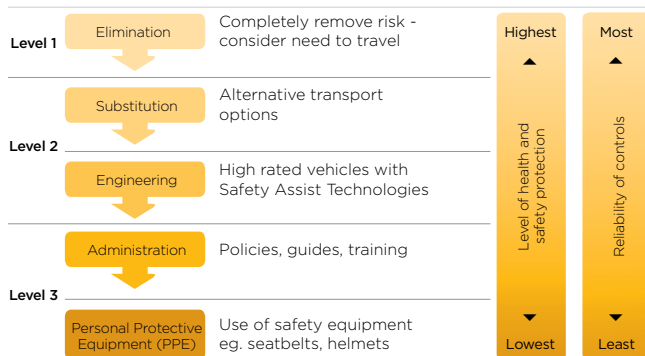 Level 1
Elimination
Completely remove risk -
consider need to travel
Level 2
Substitution
Alternative transport
options
Engineering
High rated vehicles with
Safety Assist Technologies
Level 3
Administration
Policies, guides, training
Personal Protective
Equipment (PPE)
Use of safety equipment
eg. seatbelts, helmets
Highest
Level of health and
safety protection
Lowest
Most
Reliability of controls
Least